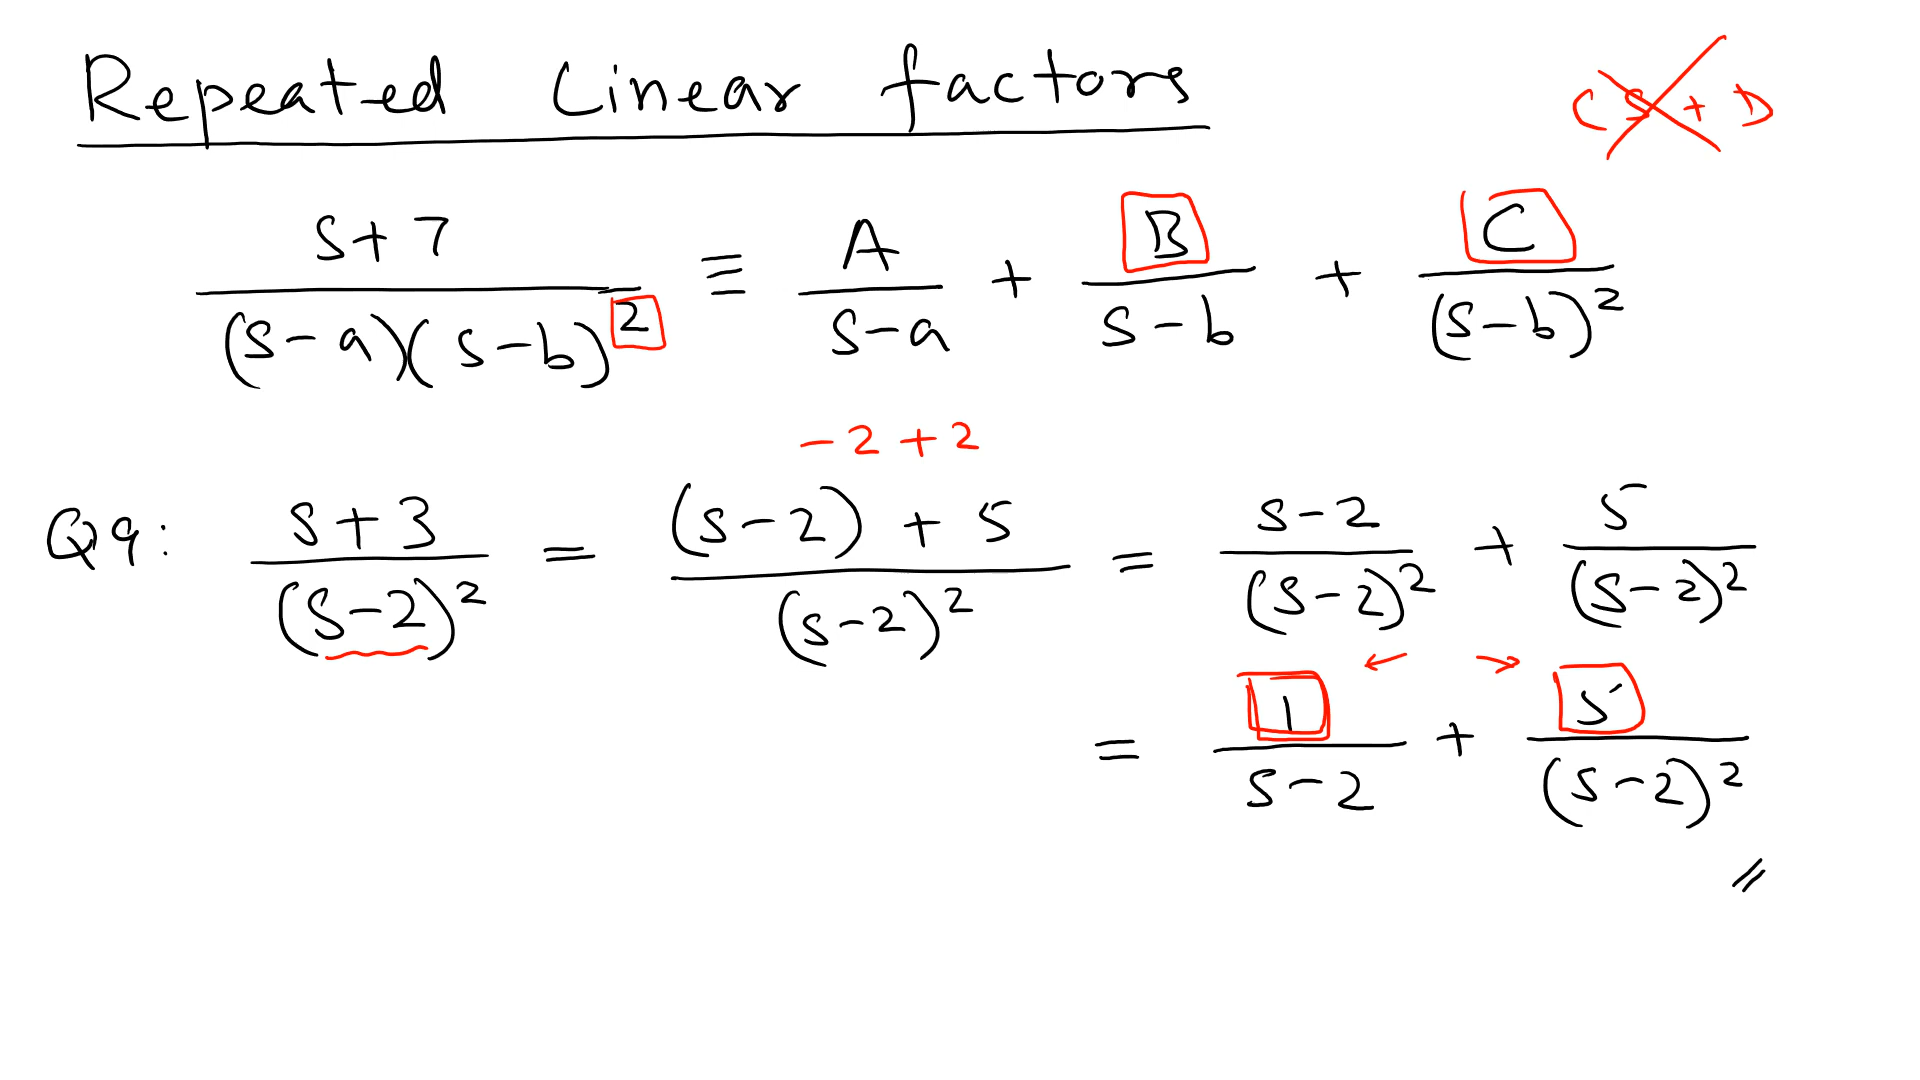 Repeated Linear factors
CS + D
S+7 / (s-a)(s-b)² ≡ A / s-a + B / s-b + C / (s-b)²
-2 +2
Q9: s+3 / (s-2)² = (s-2) + 5 / (s-2)² = s-2 / (s-2)² + 5 / (s-2)²
= 1 / s-2 + 5 / (s-2)²